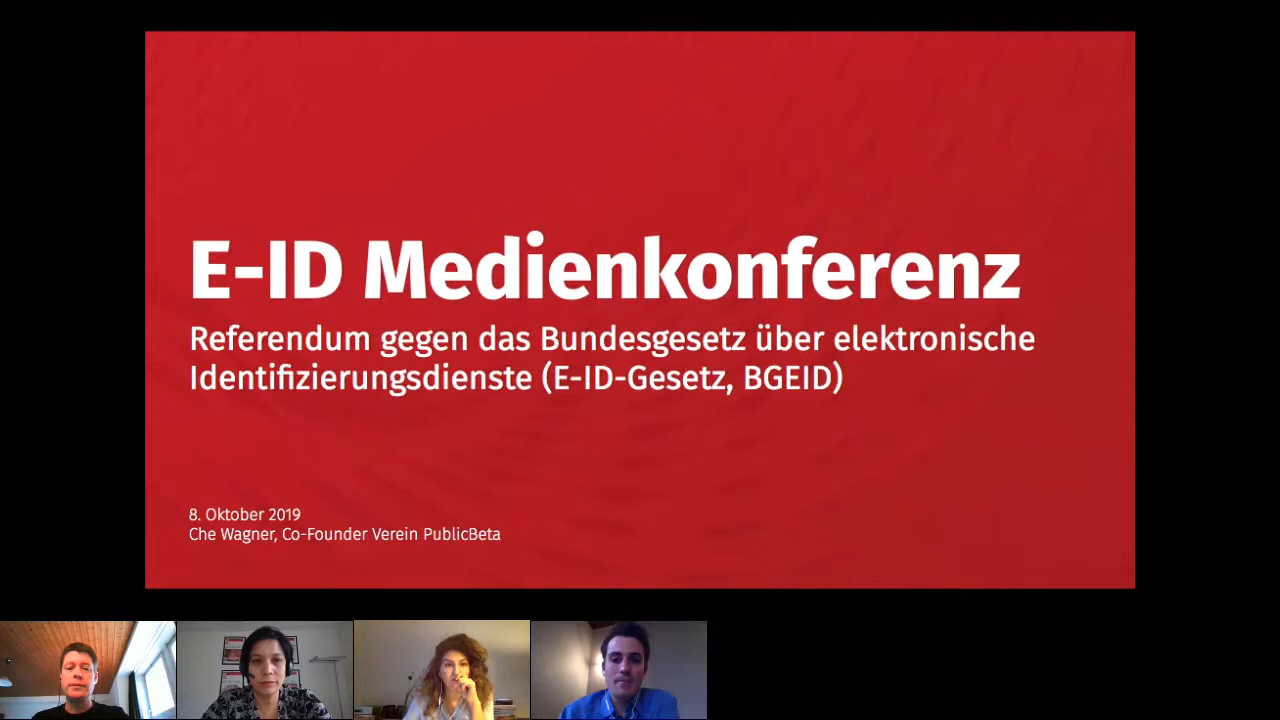 E-ID Medienkonferenz
Referendum gegen das Bundesgesetz über elektronische
Identifizierungsdienste (E-ID-Gesetz, BGEID)
8. Oktober 2019
Che Wagner, Co-Founder Verein PublicBeta